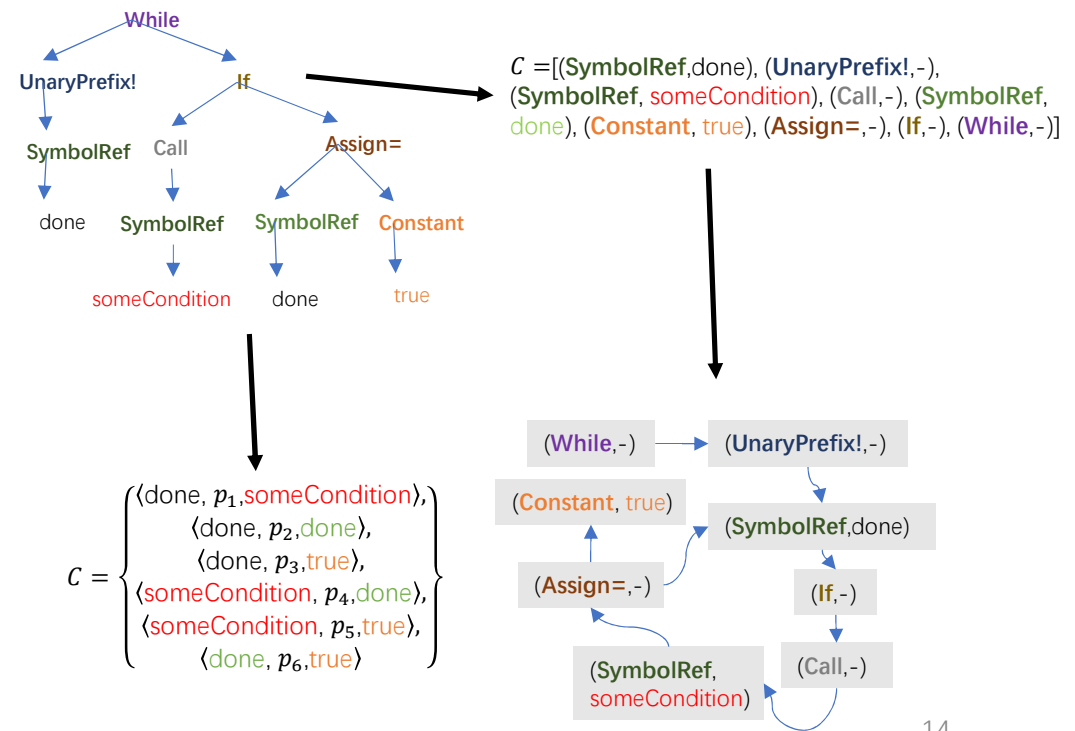 While
UnaryPrefix!
If
SymbolRef
Call
Assign=
done
SymbolRef
SymbolRef
Constant
someCondition
done
true
C =[(SymbolRef,done), (UnaryPrefix!,-),
(SymbolRef, someCondition), (Call,-), (SymbolRef,
done), (Constant, true), (Assign=,-), (If,-), (While,-)]
C =
⟨done, p₁,someCondition⟩,
⟨done, p₂,done⟩,
⟨done, p₃,true⟩,
⟨someCondition, p₄,done⟩,
⟨someCondition, p₅,true⟩,
⟨done, p₆,true⟩
(While,-)
(UnaryPrefix!,-)
(Constant, true)
(SymbolRef,done)
(Assign=,-)
(If,-)
(Call,-)
(SymbolRef,
someCondition)
14